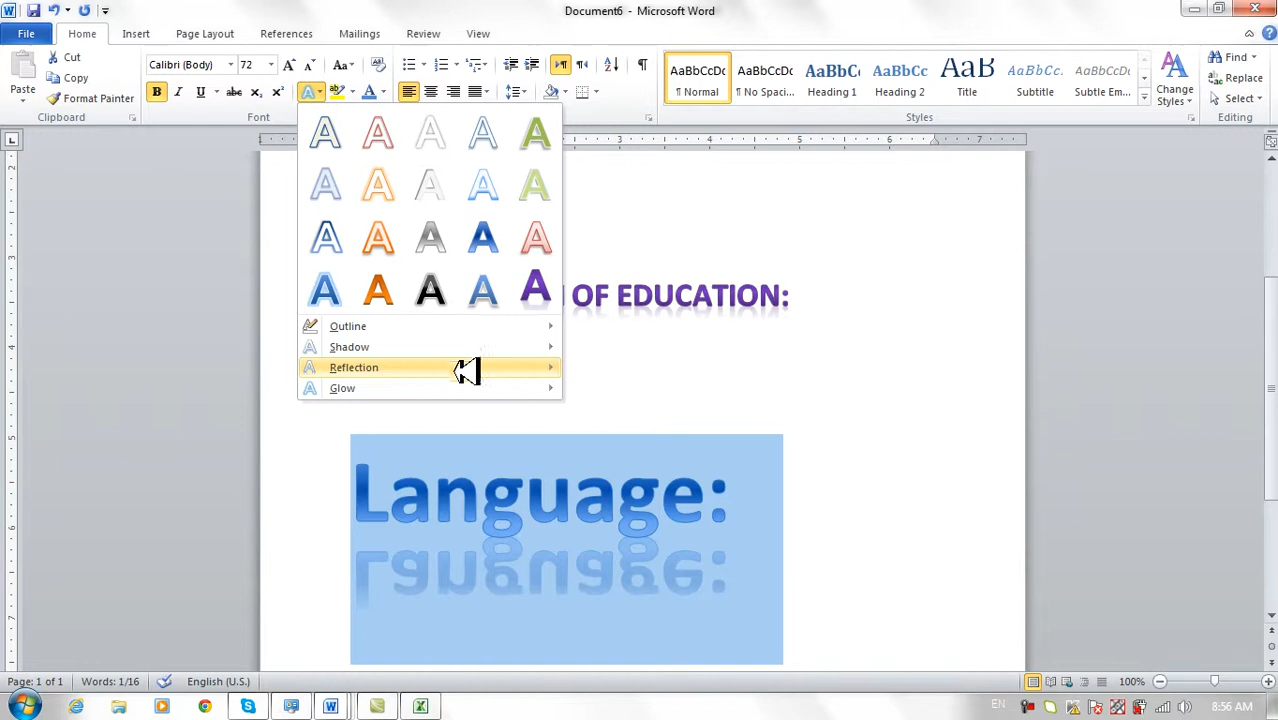 Document6 - Microsoft Word
File Home Insert Page Layout References Mailings Review View
Cut
Copy
Format Painter
Paste
Clipboard
Calibri (Body) 72
Font
AaBbCcDc AaBbCcDc AaBbC AaBbCc AaB AaBbCc. AaBbCcDc
¶ Normal ¶ No Spaci... Heading 1 Heading 2 Title Subtitle Subtle Em...
Styles
Change
Styles
Find
Replace
Select
Editing
Outline
Shadow
Reflection
Glow
OF EDUCATION:
Language:
Page: 1 of 1 Words: 1/16 English (U.S.) 100%
EN 8:56 AM